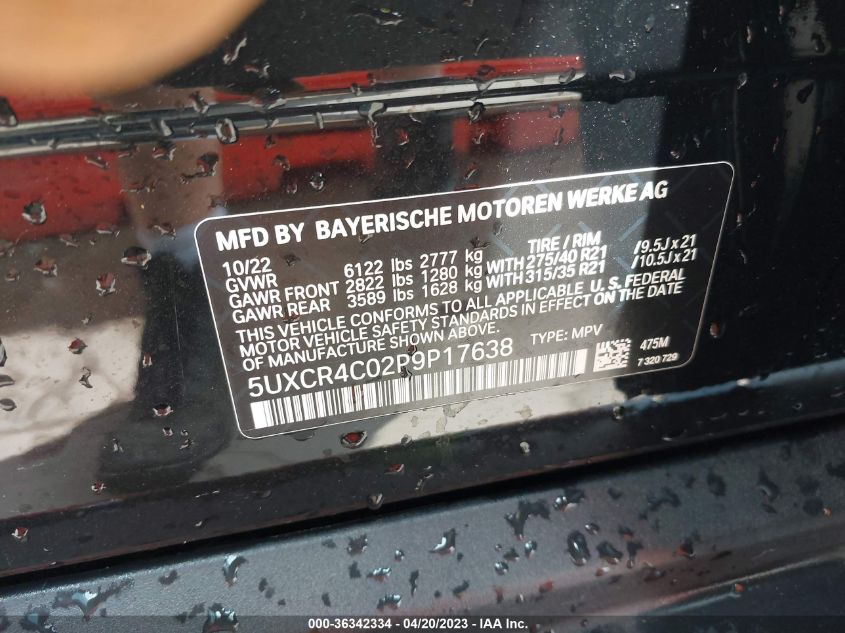 MFD BY BAYERISCHE MOTOREN WERKE AG
10/22 TIRE / RIM
GVWR 6122 lbs 2777 kg WITH 275/40 R21 /9.5J x 21
GAWR FRONT 2822 lbs 1280 kg WITH 315/35 R21 /10.5J x 21
GAWR REAR 3589 lbs 1628 kg
THIS VEHICLE CONFORMS TO ALL APPLICABLE U. S. FEDERAL
MOTOR VEHICLE SAFETY STANDARDS IN EFFECT ON THE DATE
OF MANUFACTURE SHOWN ABOVE.
TYPE: MPV
5UXCR4C02P9P17638
475M
7 320 729
000-36342334 - 04/20/2023 - IAA Inc.